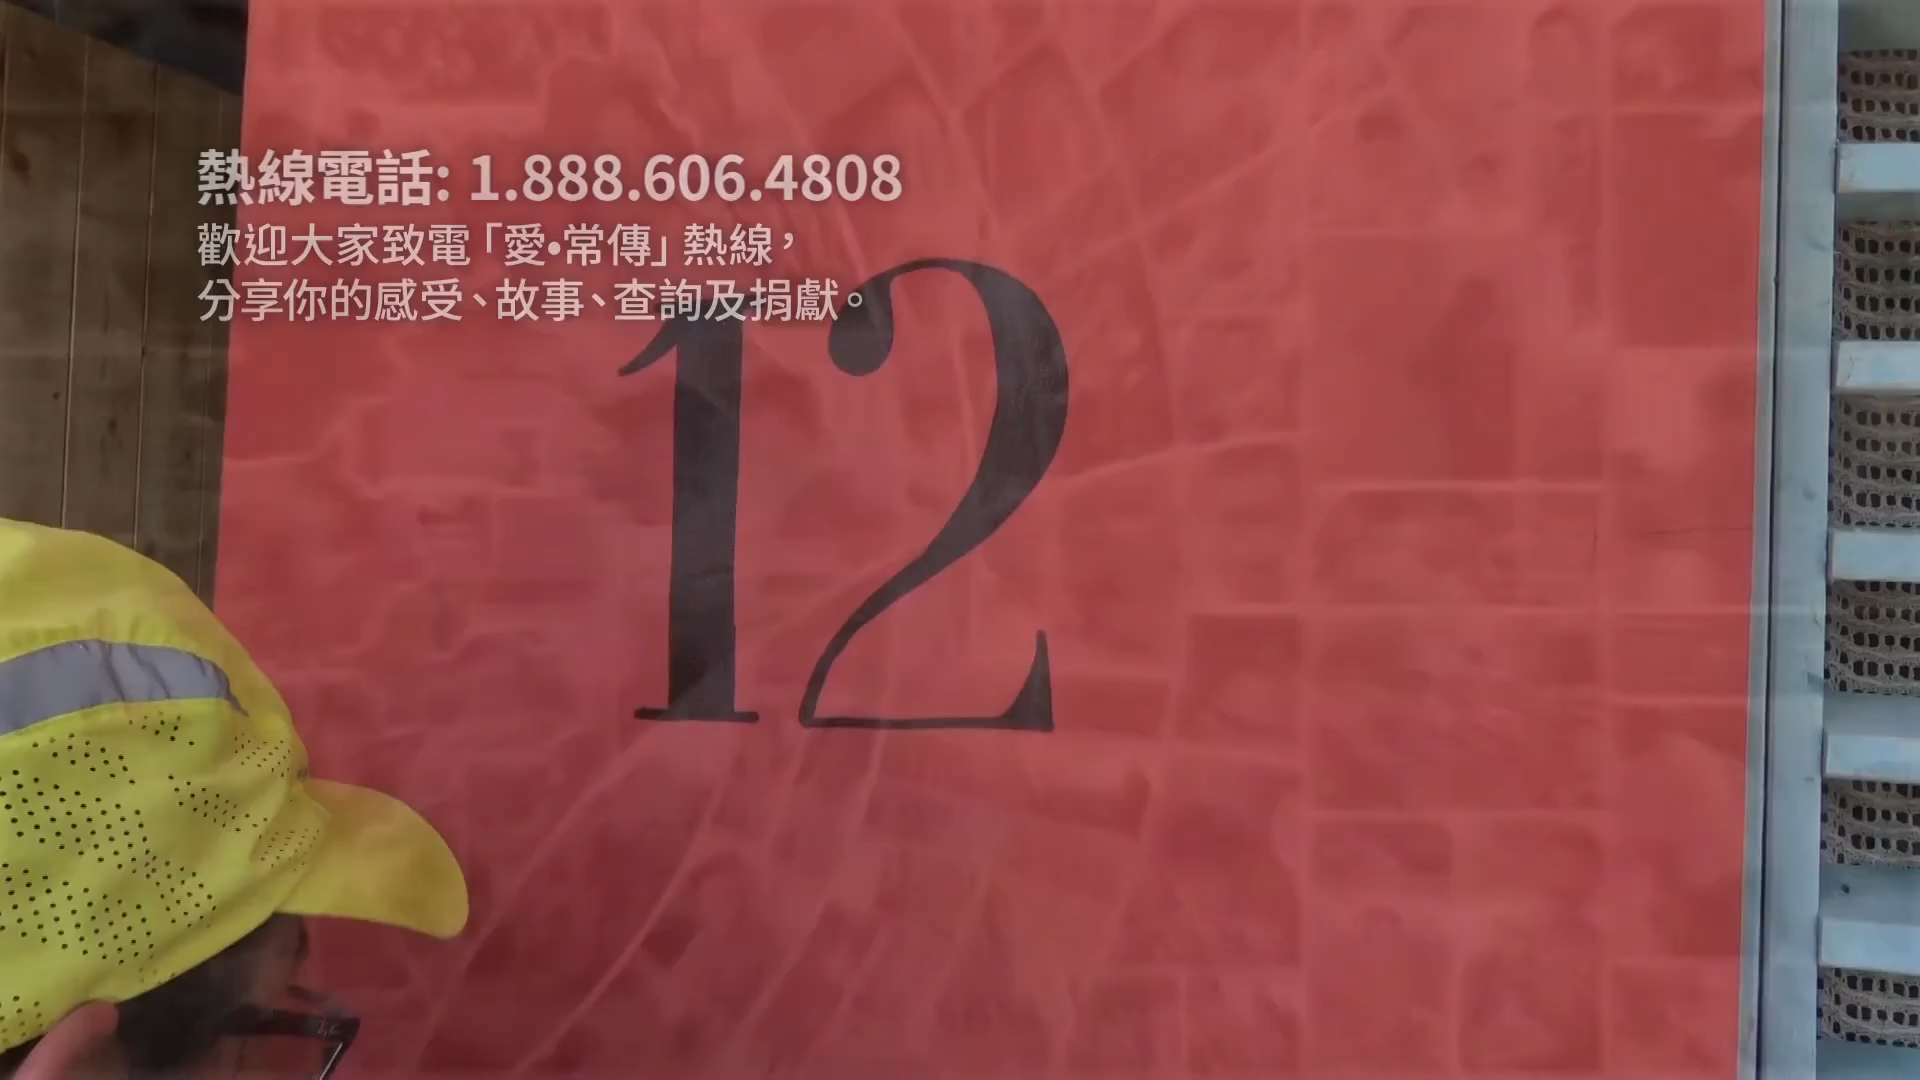 熱線電話: 1.888.606.4808
歡迎大家致電「愛•常傳」熱線，
分享你的感受、故事、查詢及捐獻。
12